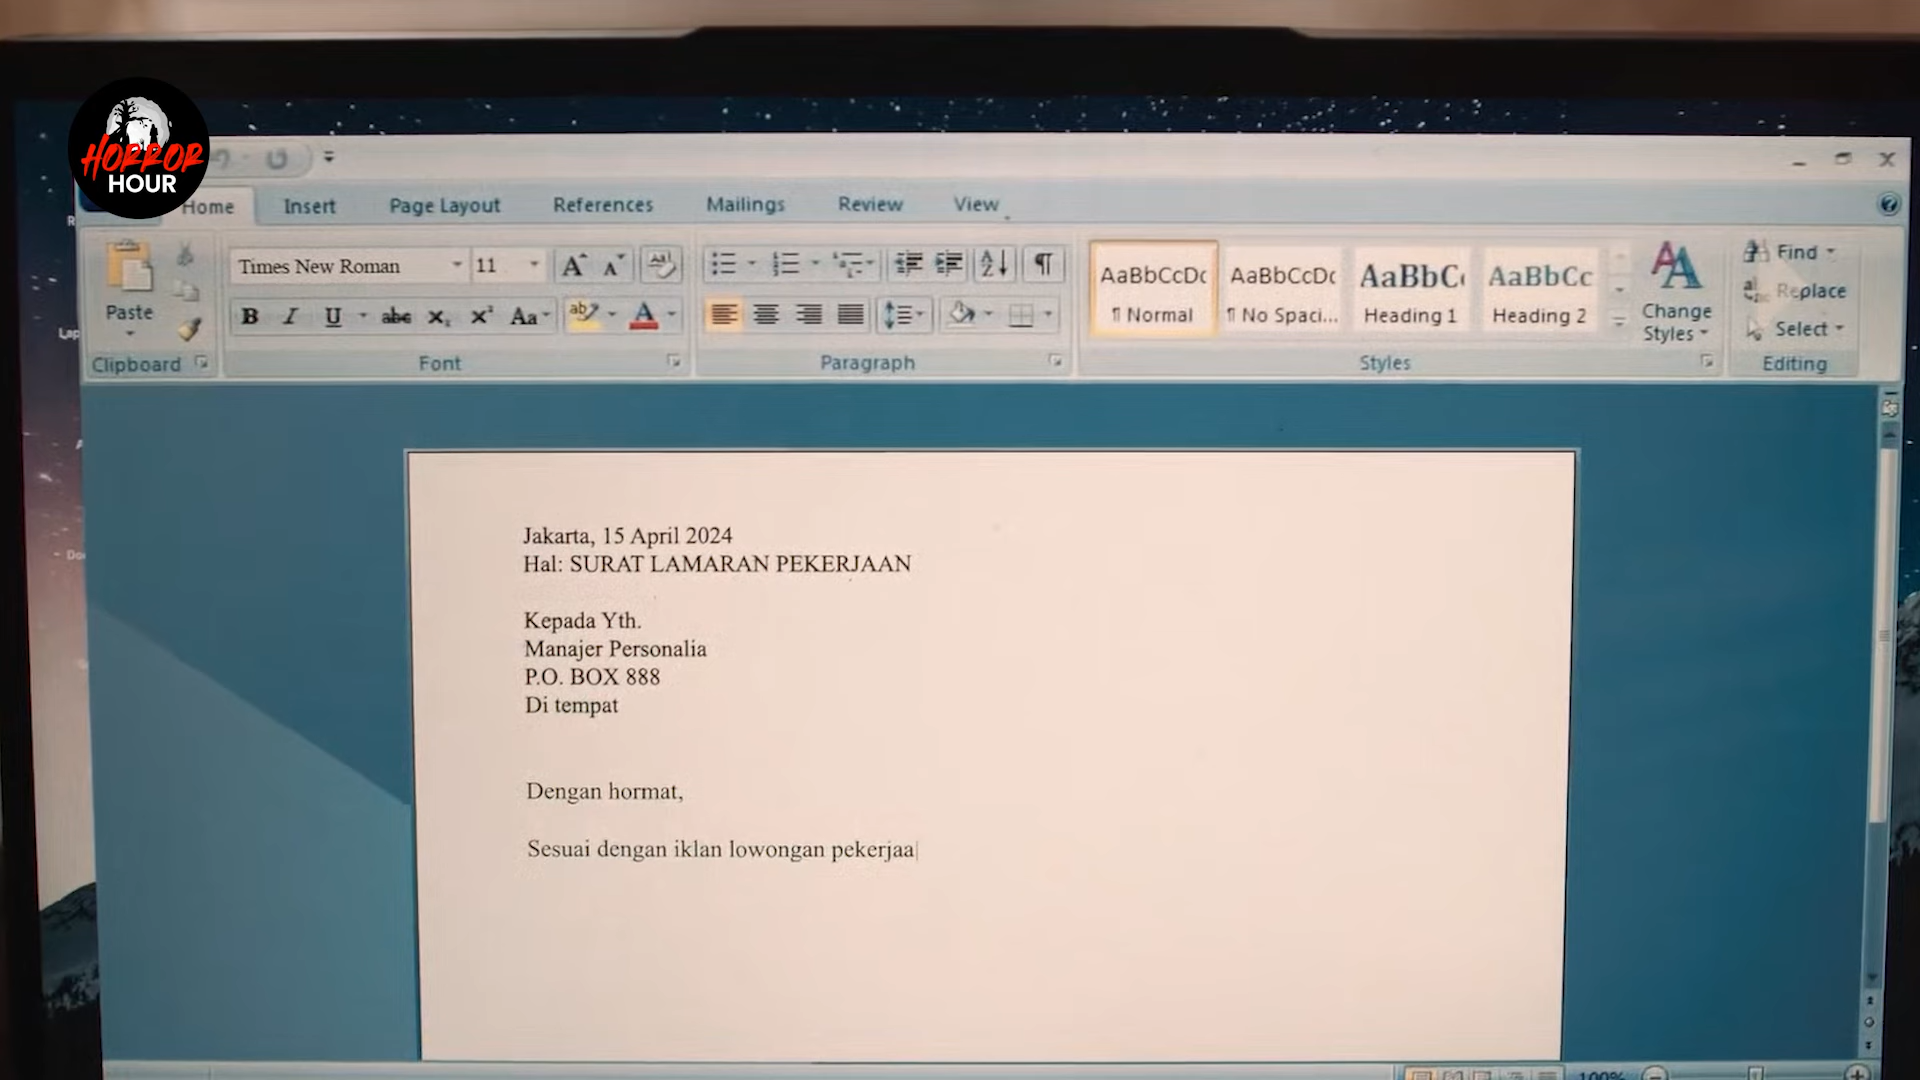 HORROR
HOUR
Home Insert Page Layout References Mailings Review View
Times New Roman 11
Paste
B I U abc Aa
AaBbCcDc AaBbCcDc AaBbC AaBbCc
¶ Normal ¶ No Spaci... Heading 1 Heading 2
Change
Styles
Find
Replace
Select
Clipboard Font Paragraph Styles Editing
Jakarta, 15 April 2024
Hal: SURAT LAMARAN PEKERJAAN
Kepada Yth.
Manajer Personalia
P.O. BOX 888
Di tempat
Dengan hormat,
Sesuai dengan iklan lowongan pekerjaa
100%